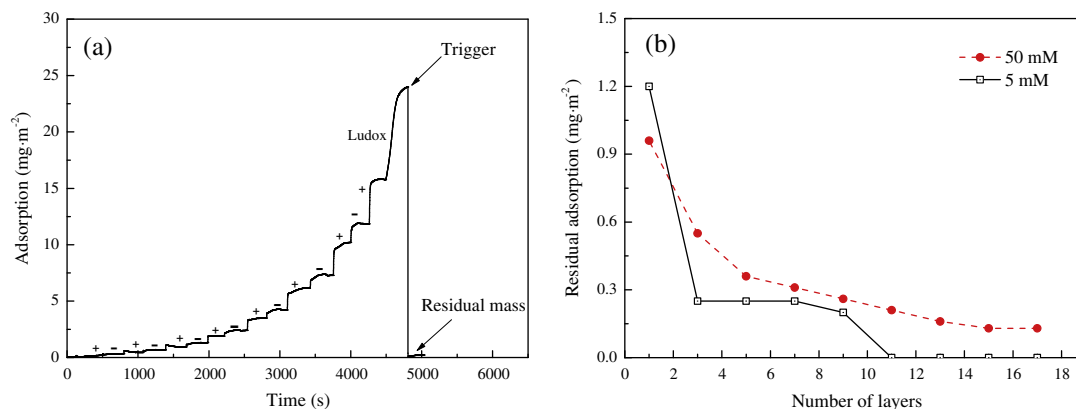 (a)
Adsorption (mg·m⁻²)
30
25
20
15
10
5
0
0 1000 2000 3000 4000 5000 6000
Time (s)
+ − + − + − + − + − + − + − +
Ludox
Trigger
Residual mass
(b)
Residual adsorption (mg·m⁻²)
1.5
1.2
0.9
0.6
0.3
0.0
0 2 4 6 8 10 12 14 16 18
Number of layers
50 mM
5 mM